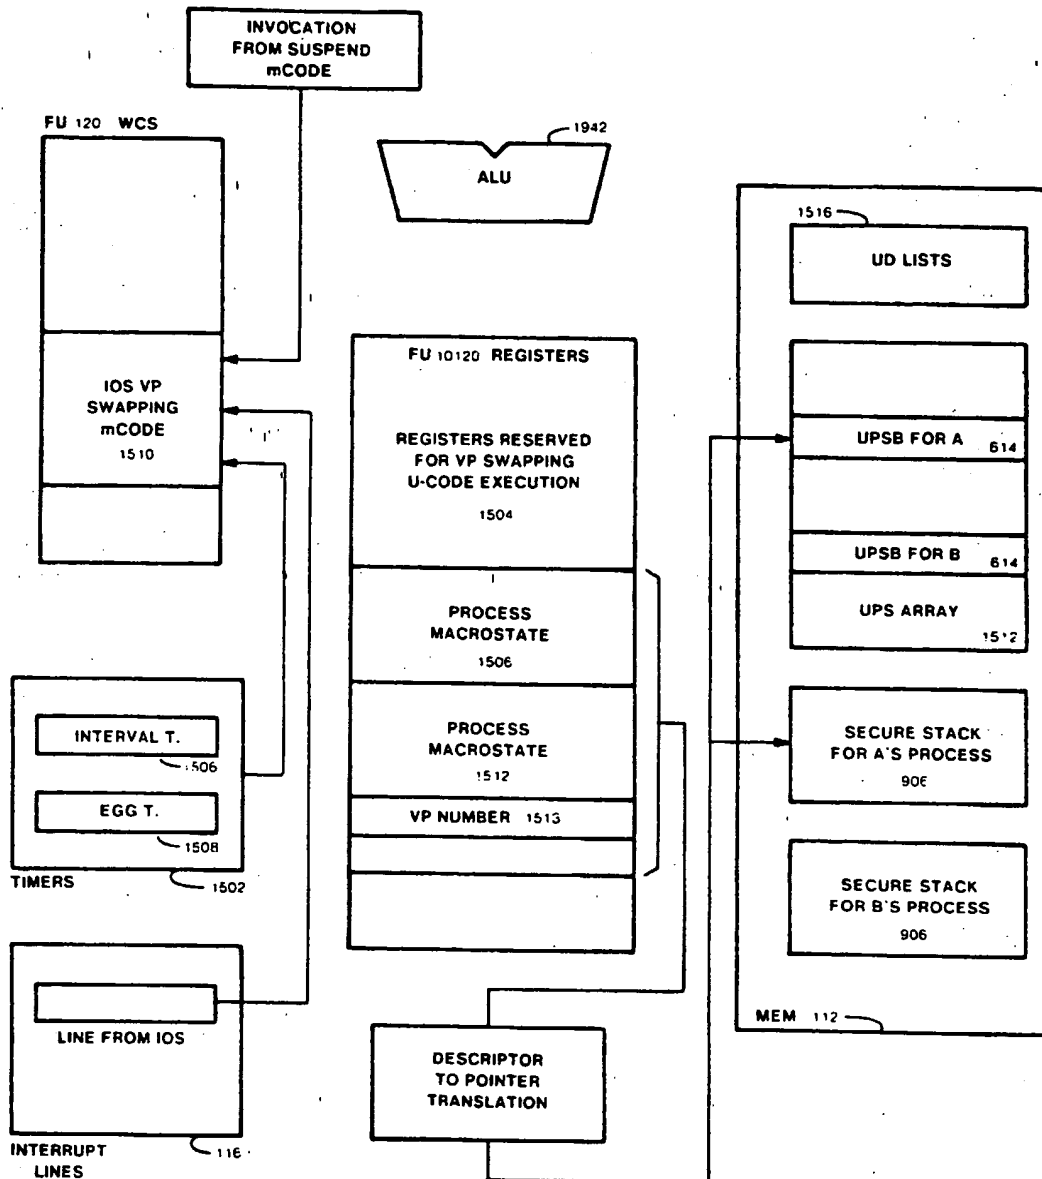 INVOCATION
FROM SUSPEND
mCODE
FU 120 WCS
1942
ALU
1516
UD LISTS
FU 10120 REGISTERS
IOS VP
SWAPPING
mCODE
1510
REGISTERS RESERVED
FOR VP SWAPPING
U-CODE EXECUTION
1504
UPSB FOR A 614
UPSB FOR B 614
UPS ARRAY
1512
PROCESS
MACROSTATE
1506
PROCESS
MACROSTATE
1512
VP NUMBER 1513
INTERVAL T.
1506
EGG T.
1508
TIMERS
1502
SECURE STACK
FOR A'S PROCESS
906
SECURE STACK
FOR B'S PROCESS
906
MEM 112
LINE FROM IOS
INTERRUPT
LINES
116
DESCRIPTOR
TO POINTER
TRANSLATION